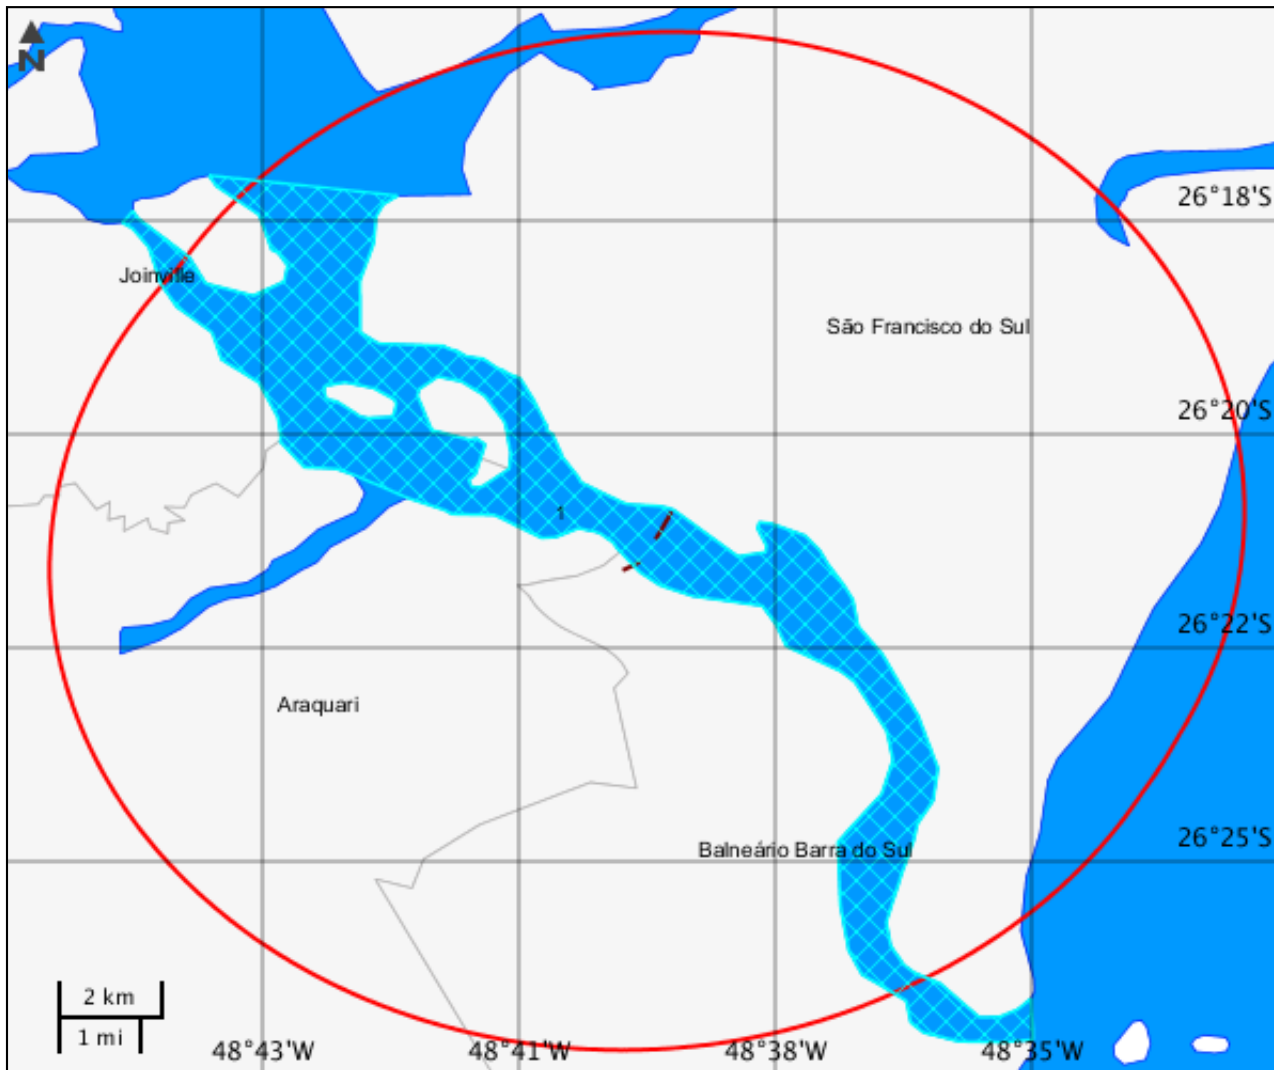 N
26°18'S
Joinville
São Francisco do Sul
26°20'S
1
26°22'S
Araquari
26°25'S
Balneário Barra do Sul
2 km
1 mi
48°43'W
48°41'W
48°38'W
48°35'W